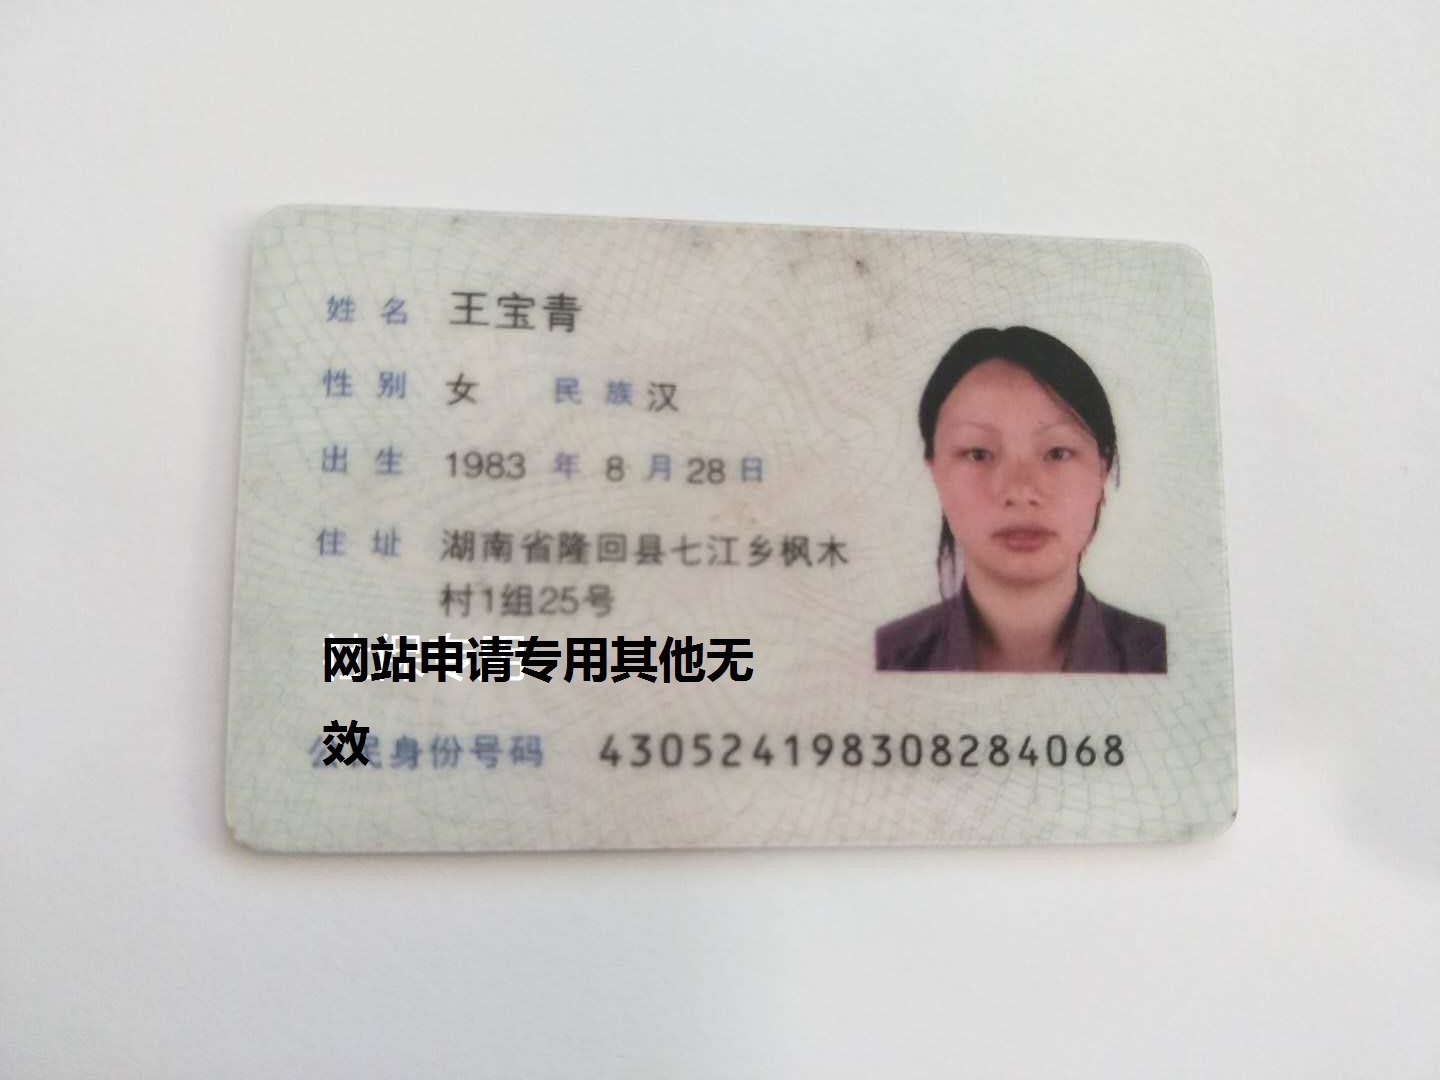 姓名 王宝青
性别 女 民族 汉
出生 1983 年 8 月 28 日
住址 湖南省隆回县七江乡枫木
村1组25号
网站申请专用其他无
效
公民身份号码 430524198308284068